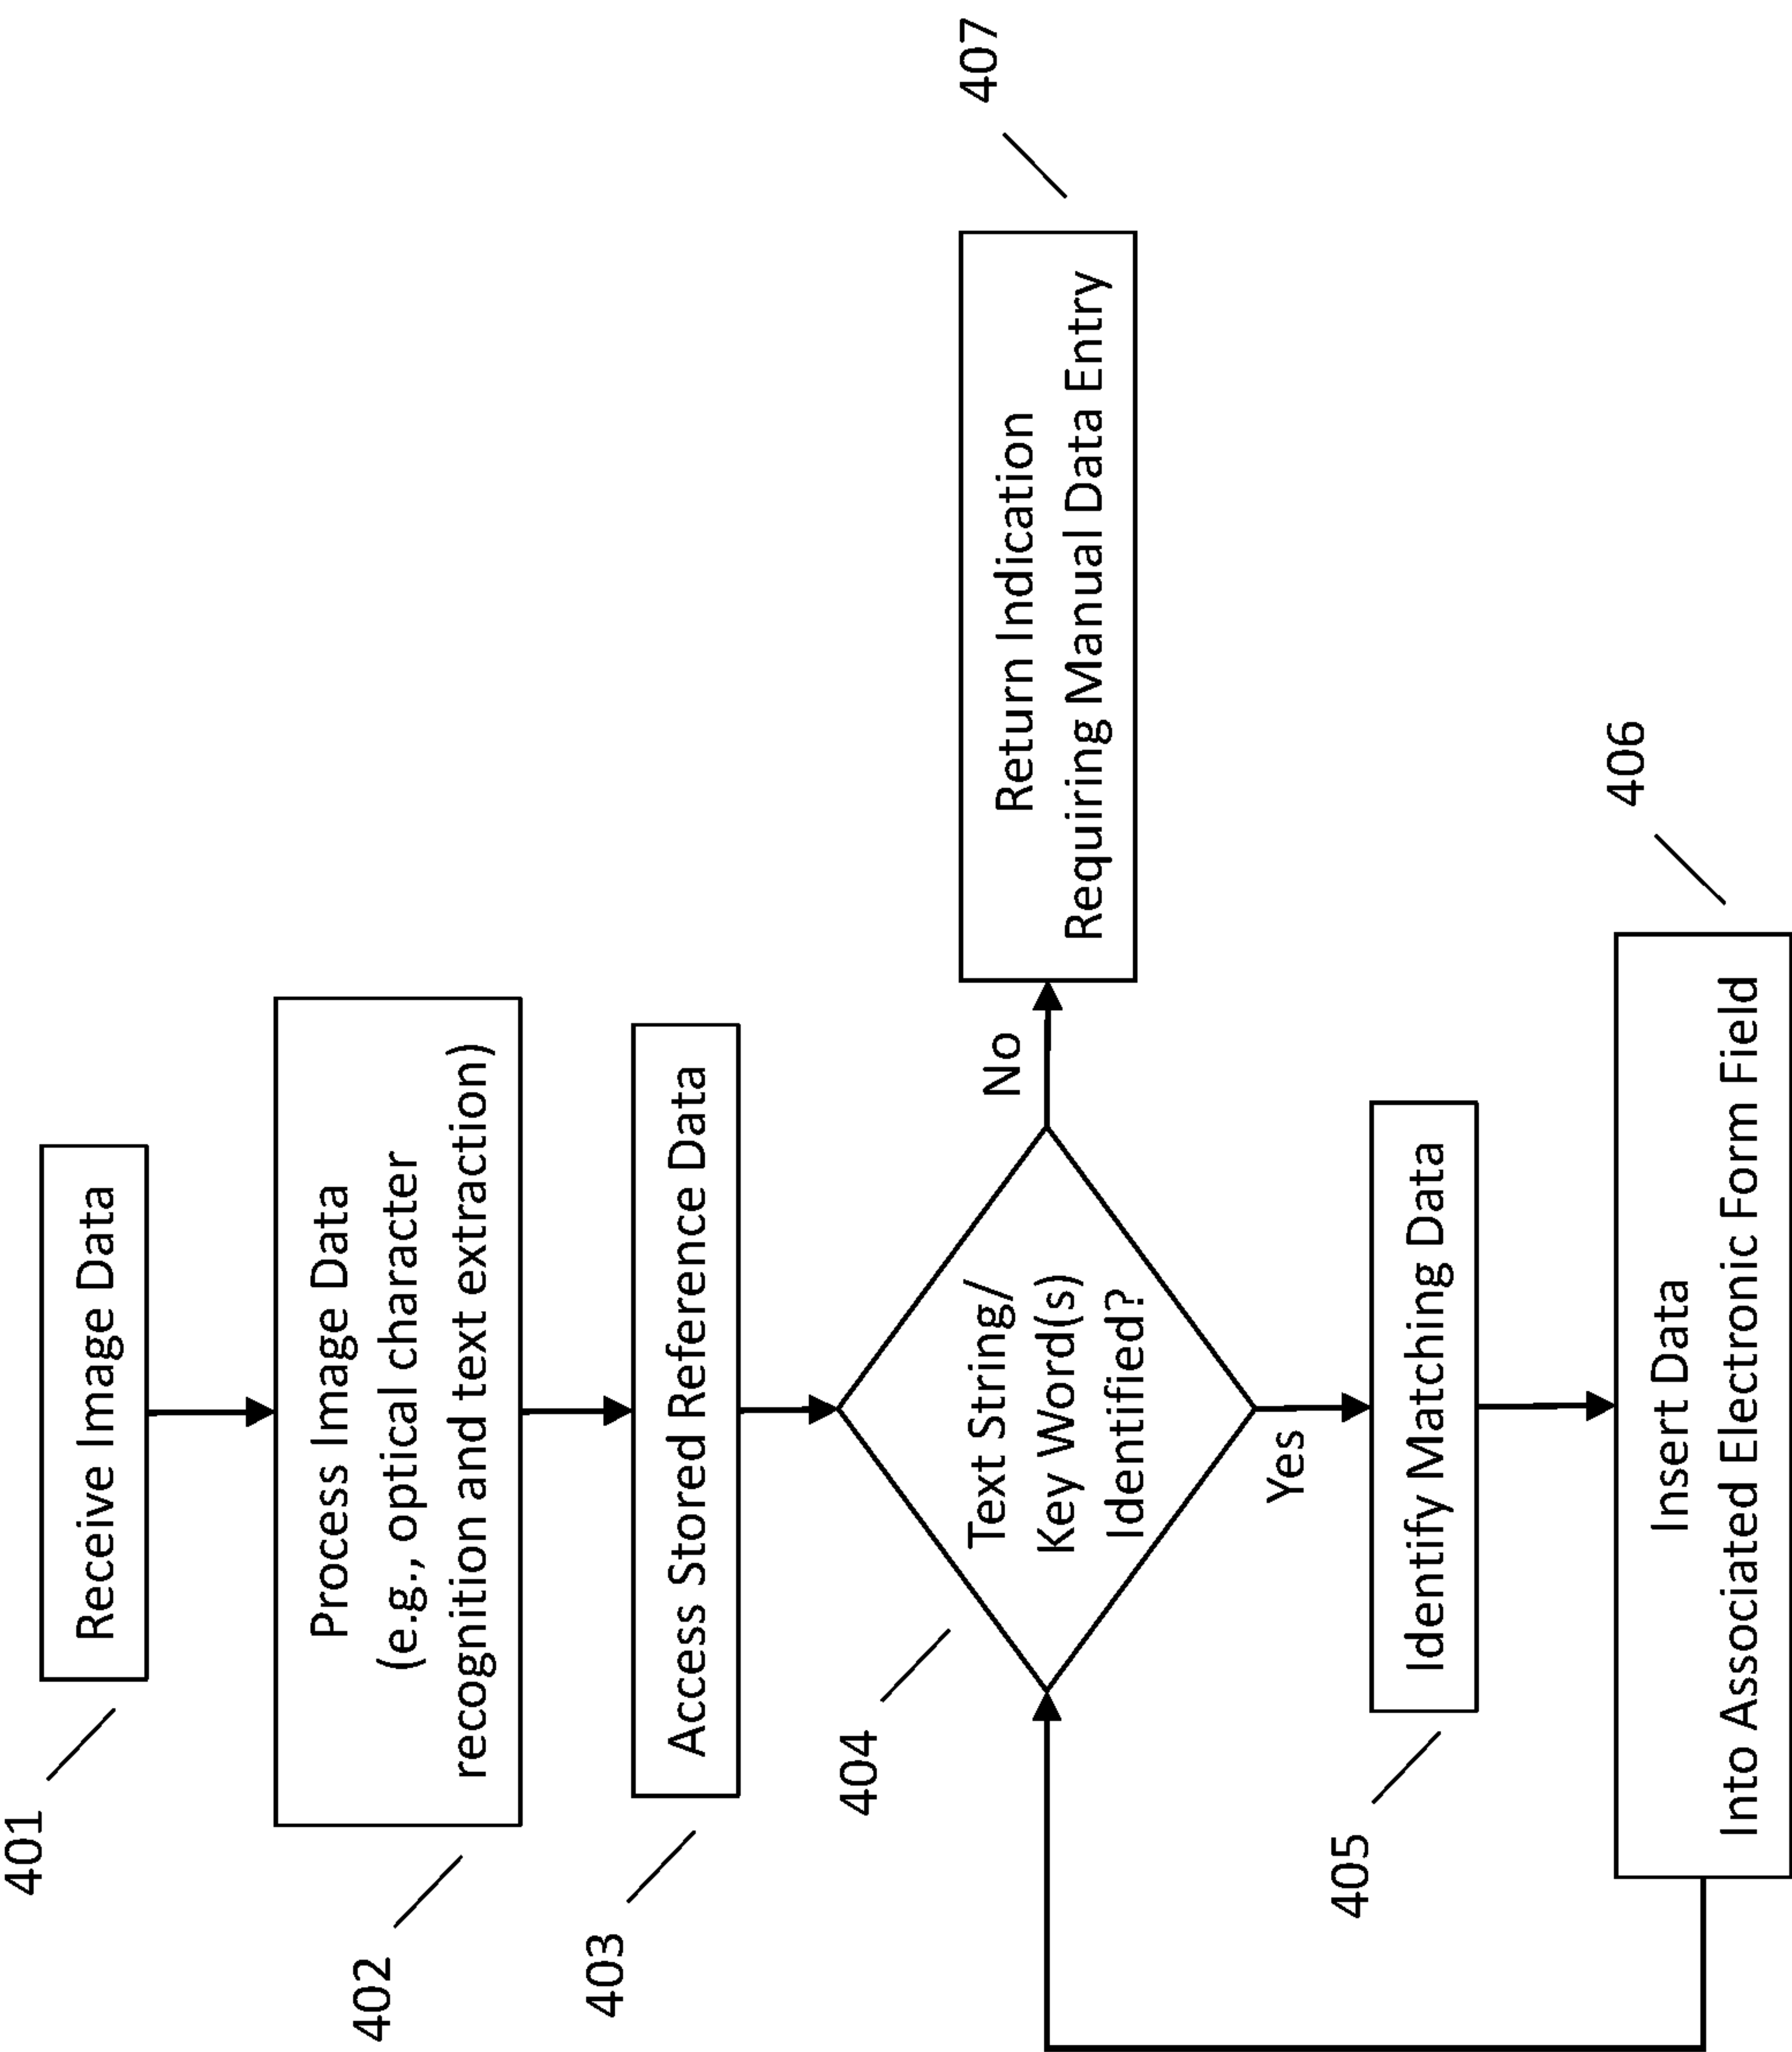 401
Receive Image Data
402
Process Image Data
(e.g., optical character
recognition and text extraction)
403
Access Stored Reference Data
404
Text String/
Key Word(s)
Identified?
No
Return Indication
Requiring Manual Data Entry
407
Yes
405
Identify Matching Data
Insert Data
Into Associated Electronic Form Field
406